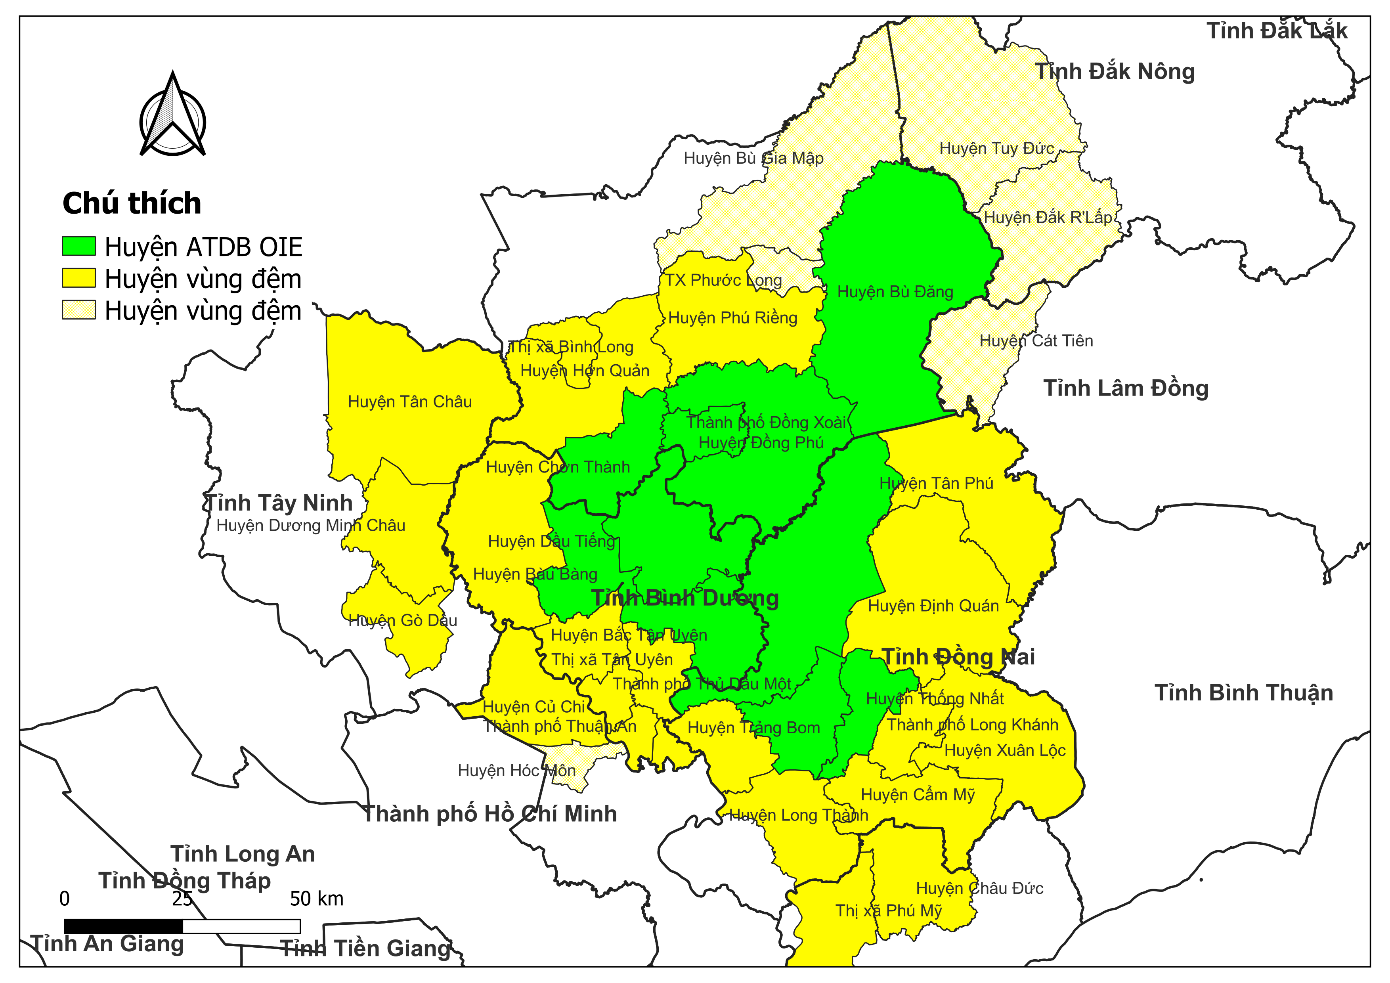 Tỉnh Đắk Lắk
Tỉnh Đắk Nông
Huyện Tuy Đức
Huyện Bù Gia Mập
Chú thích
Huyện Đắk R'Lấp
Huyện ATDB OIE
Huyện vùng đệm
Huyện vùng đệm
TX Phước Long
Huyện Bù Đăng
Huyện Phú Riềng
Huyện Cát Tiên
Thị xã Bình Long
Huyện Hớn Quản
Tỉnh Lâm Đồng
Huyện Tân Châu
Thành phố Đồng Xoài
Huyện Đồng Phú
Huyện Chơn Thành
Huyện Tân Phú
Tỉnh Tây Ninh
Huyện Dương Minh Châu
Huyện Dầu Tiếng
Huyện Bàu Bàng
Tỉnh Bình Dương
Huyện Định Quán
Huyện Gò Dầu
Huyện Bắc Tân Uyên
Thị xã Tân Uyên
Tỉnh Đồng Nai
Thành phố Thủ Dầu Một
Tỉnh Bình Thuận
Huyện Thống Nhất
Huyện Củ Chi
Thành phố Thuận An
Huyện Trảng Bom
Thành phố Long Khánh
Huyện Xuân Lộc
Huyện Hóc Môn
Huyện Cẩm Mỹ
Thành phố Hồ Chí Minh
Huyện Long Thành
Tỉnh Long An
Tỉnh Đồng Tháp
Huyện Châu Đức
0 25 50 km
Thị xã Phú Mỹ
Tỉnh An Giang
Tỉnh Tiền Giang